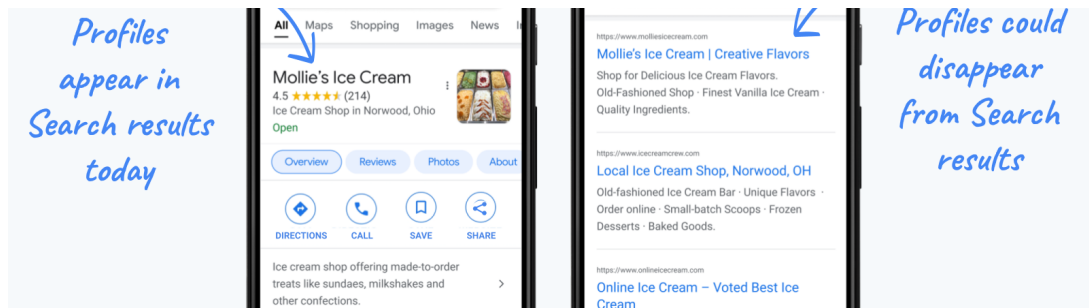 Profiles
appear in
Search results
today
All Maps Shopping Images News
Mollie's Ice Cream
4.5 (214)
Ice Cream Shop in Norwood, Ohio
Open
Overview Reviews Photos About
DIRECTIONS CALL SAVE SHARE
Ice cream shop offering made-to-order
treats like sundaes, milkshakes and
other confections.
https://www.molliesicecream.com
Mollie's Ice Cream | Creative Flavors
Shop for Delicious Ice Cream Flavors.
Old-Fashioned Shop · Finest Vanilla Ice Cream ·
Quality Ingredients.
https://www.icecreamcrew.com
Local Ice Cream Shop, Norwood, OH
Old-fashioned Ice Cream Bar · Unique Flavors ·
Order online · Small-batch Scoops · Frozen
Desserts · Baked Goods.
https://www.onlineicecream.com
Online Ice Cream – Voted Best Ice
Cream
Profiles could
disappear
from Search
results